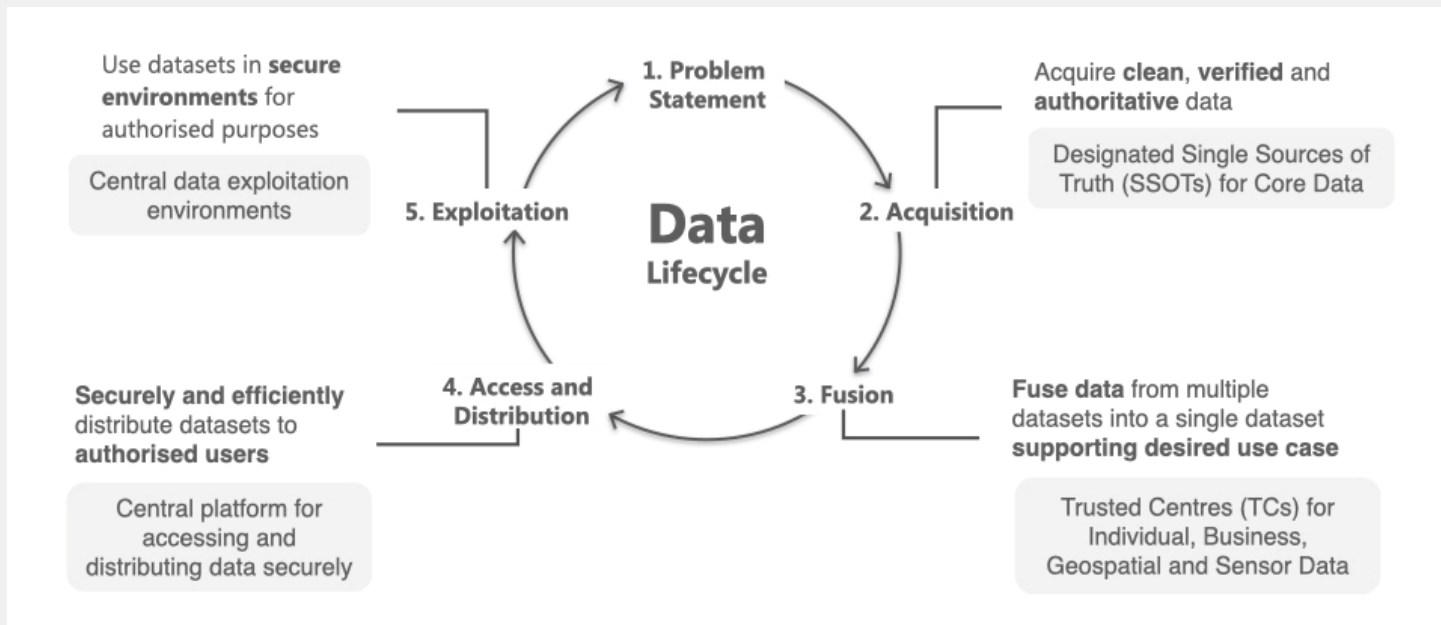 Use datasets in secure
environments for
authorised purposes
Central data exploitation
environments
1. Problem
Statement
Acquire clean, verified and
authoritative data
Designated Single Sources of
Truth (SSOTs) for Core Data
5. Exploitation
Data
Lifecycle
2. Acquisition
Securely and efficiently
distribute datasets to
authorised users
Central platform for
accessing and
distributing data securely
4. Access and
Distribution
3. Fusion
Fuse data from multiple
datasets into a single dataset
supporting desired use case
Trusted Centres (TCs) for
Individual, Business,
Geospatial and Sensor Data